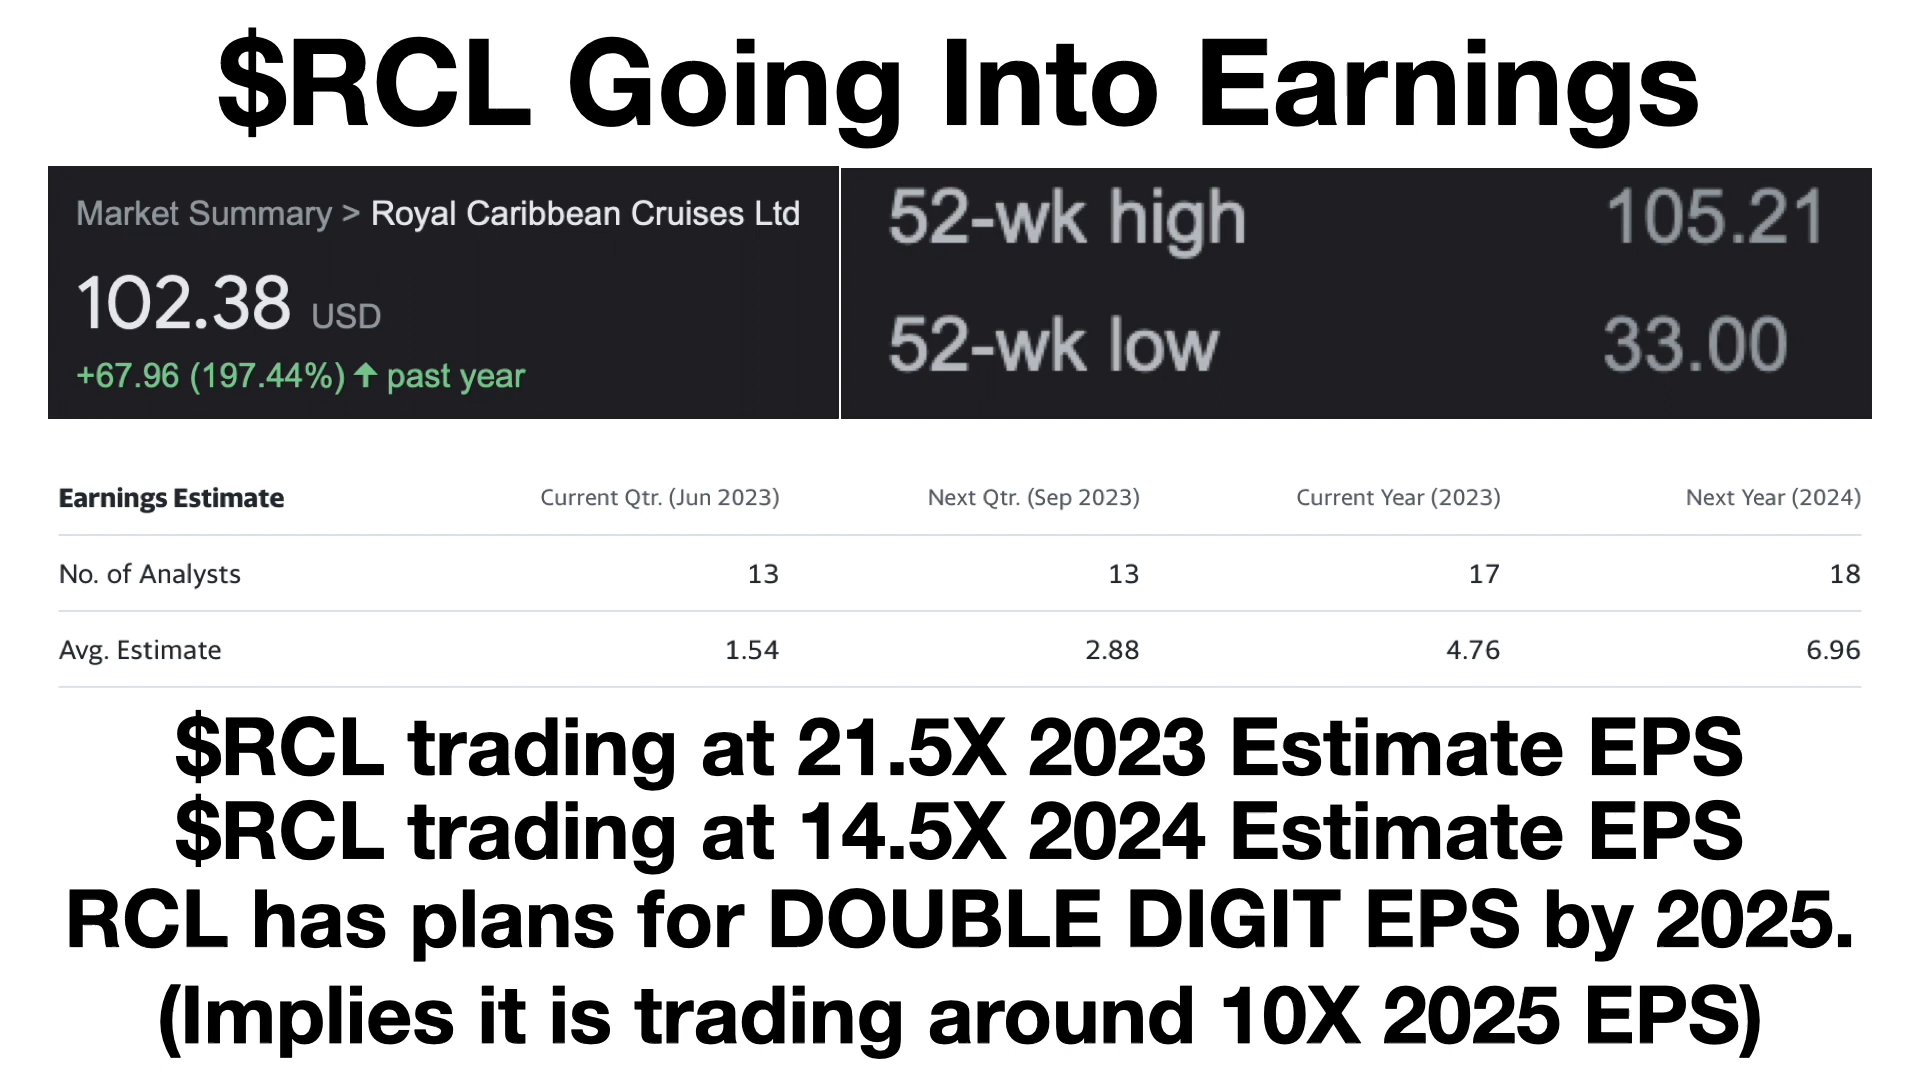 $RCL Going Into Earnings
Market Summary > Royal Caribbean Cruises Ltd
102.38 USD
+67.96 (197.44%) ↑ past year
52-wk high 105.21
52-wk low 33.00
Earnings Estimate Current Qtr. (Jun 2023) Next Qtr. (Sep 2023) Current Year (2023) Next Year (2024)
No. of Analysts 13 13 17 18
Avg. Estimate 1.54 2.88 4.76 6.96
$RCL trading at 21.5X 2023 Estimate EPS
$RCL trading at 14.5X 2024 Estimate EPS
RCL has plans for DOUBLE DIGIT EPS by 2025.
(Implies it is trading around 10X 2025 EPS)